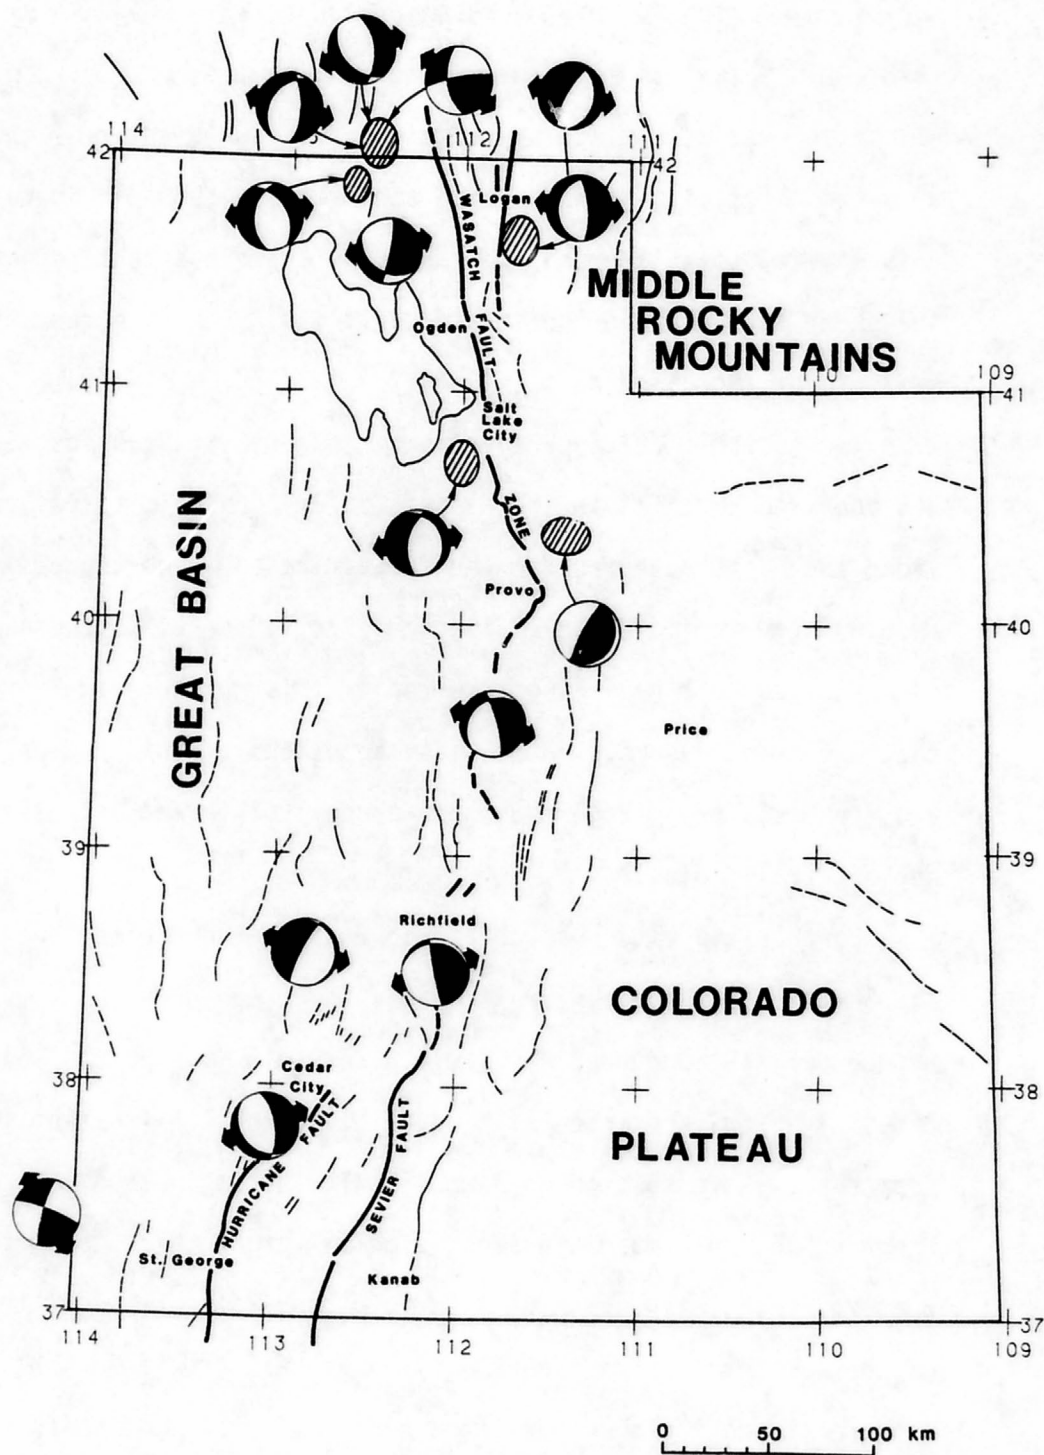 114
112
111
42
42
Logan
WASATCH
FAULT
ZONE
MIDDLE
ROCKY
MOUNTAINS
Ogden
110
109
41
41
Salt
Lake
City
GREAT BASIN
Provo
40
40
Price
39
39
Richfield
COLORADO
PLATEAU
38
38
Cedar
City
HURRICANE FAULT
SEVIER FAULT
St. George
Kanab
37
37
114
113
112
111
110
109
0 50 100 km